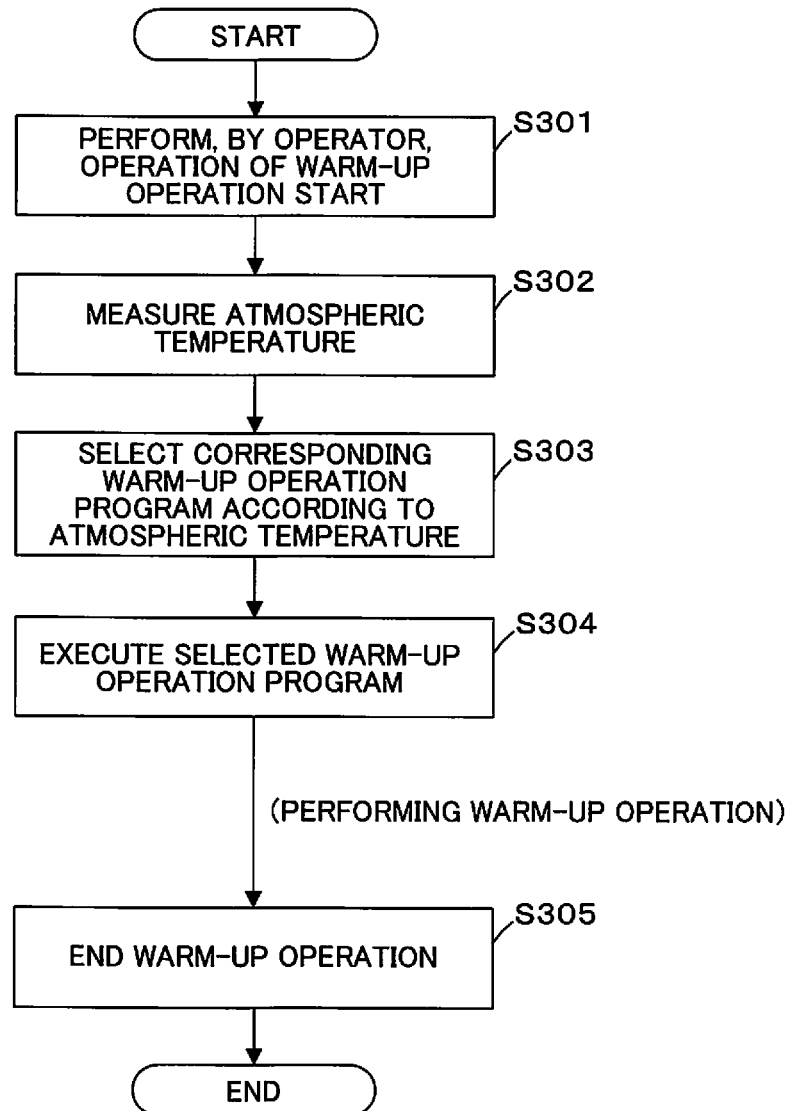 START
S301
PERFORM, BY OPERATOR,
OPERATION OF WARM-UP
OPERATION START
S302
MEASURE ATMOSPHERIC
TEMPERATURE
S303
SELECT CORRESPONDING
WARM-UP OPERATION
PROGRAM ACCORDING TO
ATMOSPHERIC TEMPERATURE
S304
EXECUTE SELECTED WARM-UP
OPERATION PROGRAM
(PERFORMING WARM-UP OPERATION)
S305
END WARM-UP OPERATION
END